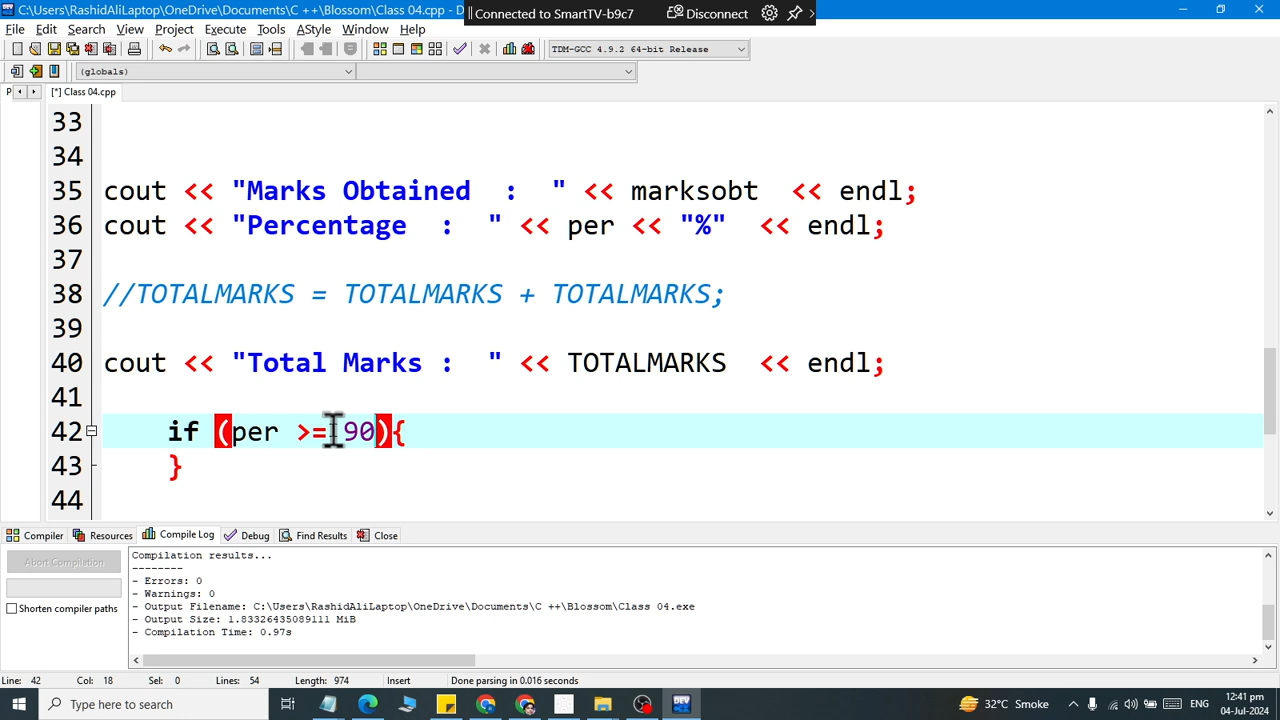 C:\Users\RashidAliLaptop\OneDrive\Documents\C ++\Blossom\Class 04.cpp - D
Connected to SmartTV-b9c7 Disconnect
File Edit Search View Project Execute Tools AStyle Window Help
TDM-GCC 4.9.2 64-bit Release
(globals)
P [*] Class 04.cpp
33
34
35 cout << "Marks Obtained  :  " << marksobt  << endl;
36 cout << "Percentage  :  " << per << "%"  << endl;
37
38 //TOTALMARKS = TOTALMARKS + TOTALMARKS;
39
40 cout << "Total Marks :  " << TOTALMARKS  << endl;
41
42 if (per >= 90){
43 }
44
Compiler Resources Compile Log Debug Find Results Close
Abort Compilation
Shorten compiler paths
Compilation results...
--------
- Errors: 0
- Warnings: 0
- Output Filename: C:\Users\RashidAliLaptop\OneDrive\Documents\C ++\Blossom\Class 04.exe
- Output Size: 1.83326435089111 MiB
- Compilation Time: 0.97s
Line: 42 Col: 18 Sel: 0 Lines: 54 Length: 974 Insert Done parsing in 0.016 seconds
Type here to search
DEV
32°C Smoke
ENG
12:41 pm
04-Jul-2024